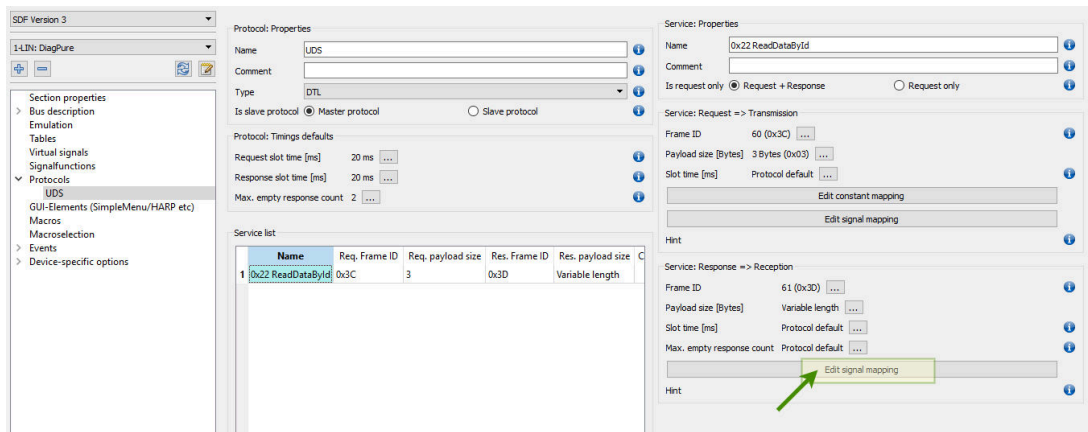 SDF Version 3
1-LIN: DiagPure
Section properties
Bus description
Emulation
Tables
Virtual signals
Signalfunctions
Protocols
UDS
GUI-Elements (SimpleMenu/HARP etc)
Macros
Macroselection
Events
Device-specific options
Protocol: Properties
Name UDS
Comment
Type DTL
Is slave protocol Master protocol Slave protocol
Protocol: Timings defaults
Request slot time [ms] 20 ms ...
Response slot time [ms] 20 ms ...
Max. empty response count 2 ...
Service list
Name Req. Frame ID Req. payload size Res. Frame ID Res. payload size C
1 0x22 ReadDataById 0x3C 3 0x3D Variable length
Service: Properties
Name 0x22 ReadDataById
Comment
Is request only Request + Response Request only
Service: Request => Transmission
Frame ID 60 (0x3C) ...
Payload size [Bytes] 3 Bytes (0x03) ...
Slot time [ms] Protocol default ...
Edit constant mapping
Edit signal mapping
Hint
Service: Response => Reception
Frame ID 61 (0x3D) ...
Payload size [Bytes] Variable length ...
Slot time [ms] Protocol default ...
Max. empty response count Protocol default ...
Edit signal mapping
Hint